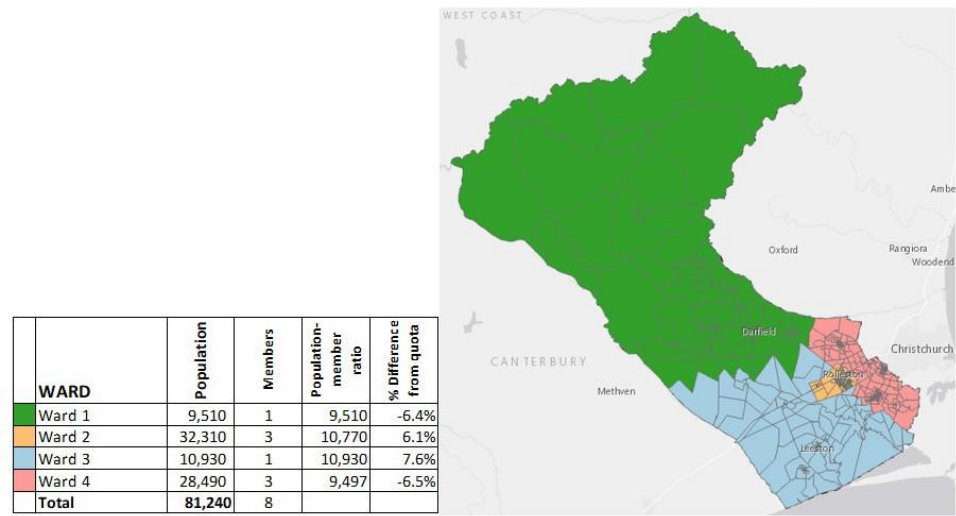 WEST COAST
Ambe
Oxford
Rangiora
Woodend
Darfield
CANTERBURY
Christchurch
Rolleston
Methven
Leeston
WARD Population Members Population-member ratio % Difference from quota
Ward 1 9,510 1 9,510 -6.4%
Ward 2 32,310 3 10,770 6.1%
Ward 3 10,930 1 10,930 7.6%
Ward 4 28,490 3 9,497 -6.5%
Total 81,240 8